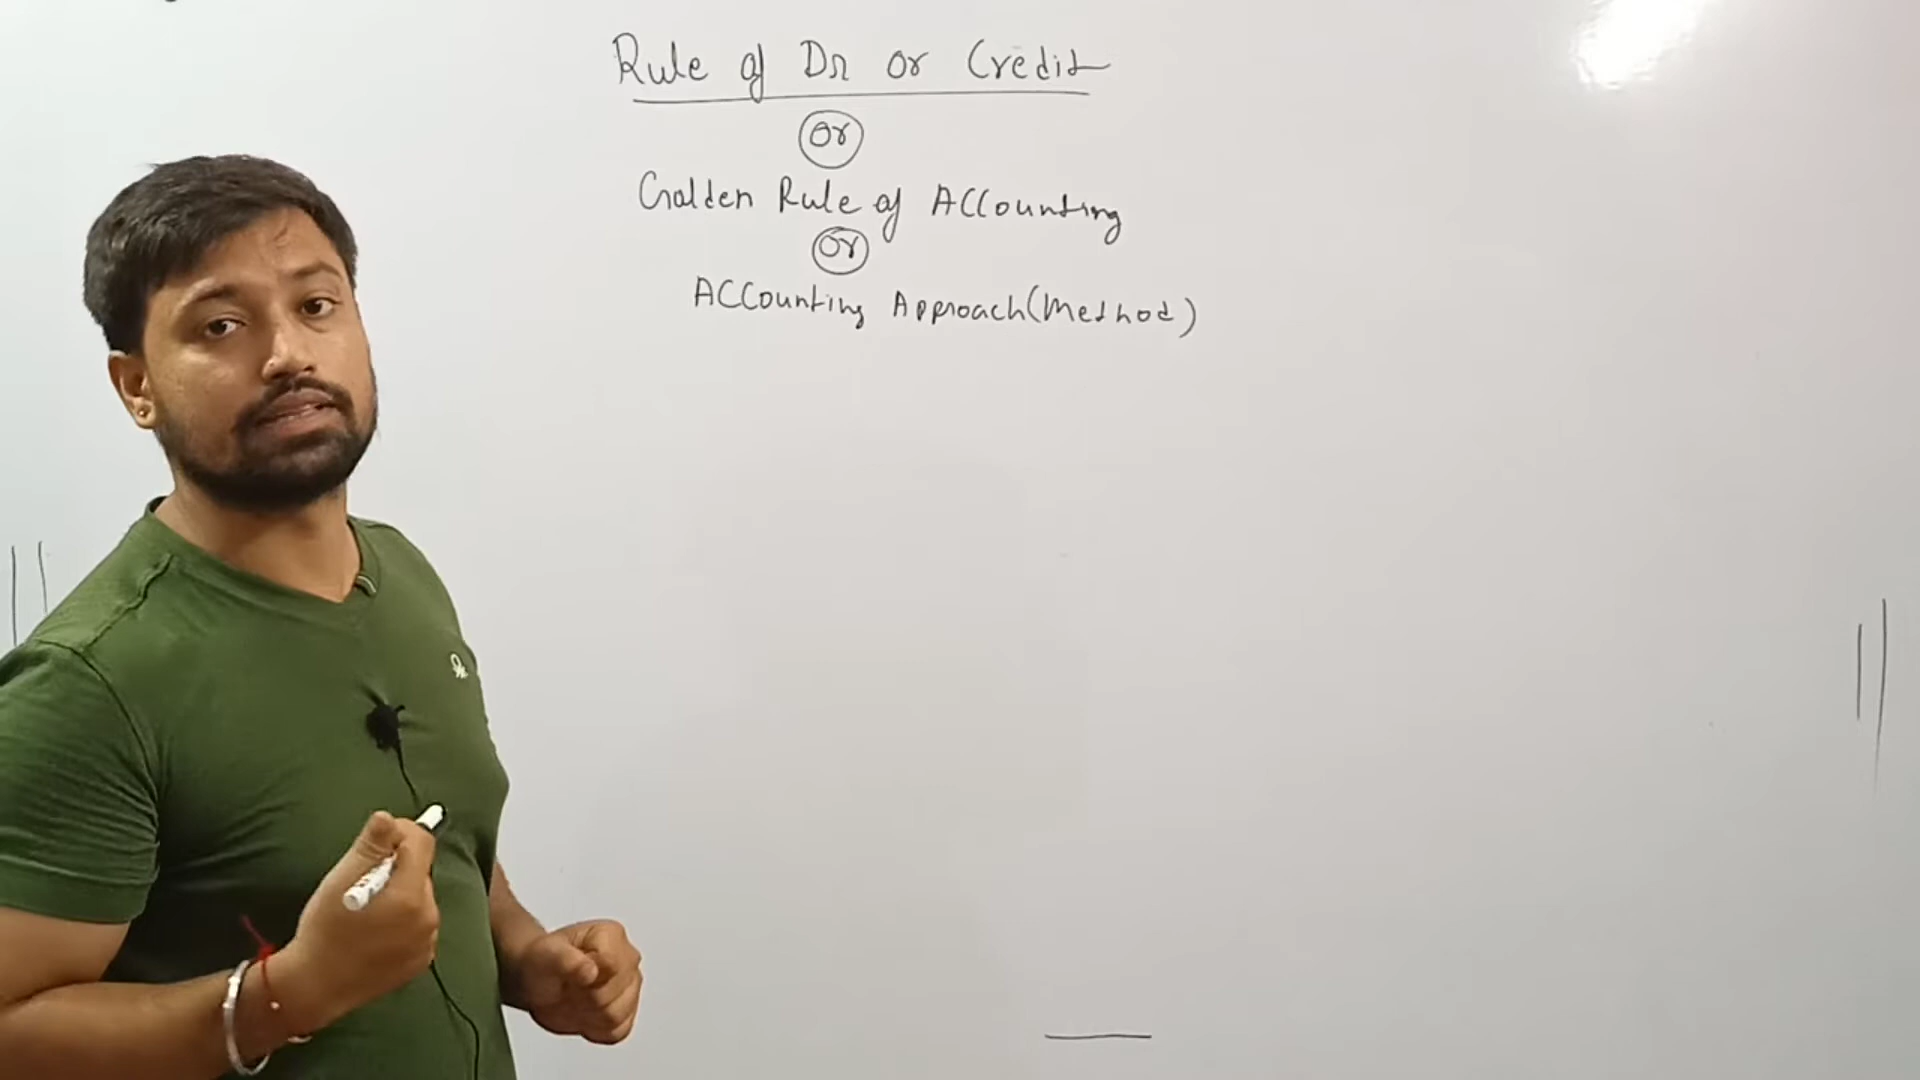 Rule of Dr or Credit
or
Golden Rule of Accounting
or
Accounting Approach (Method)